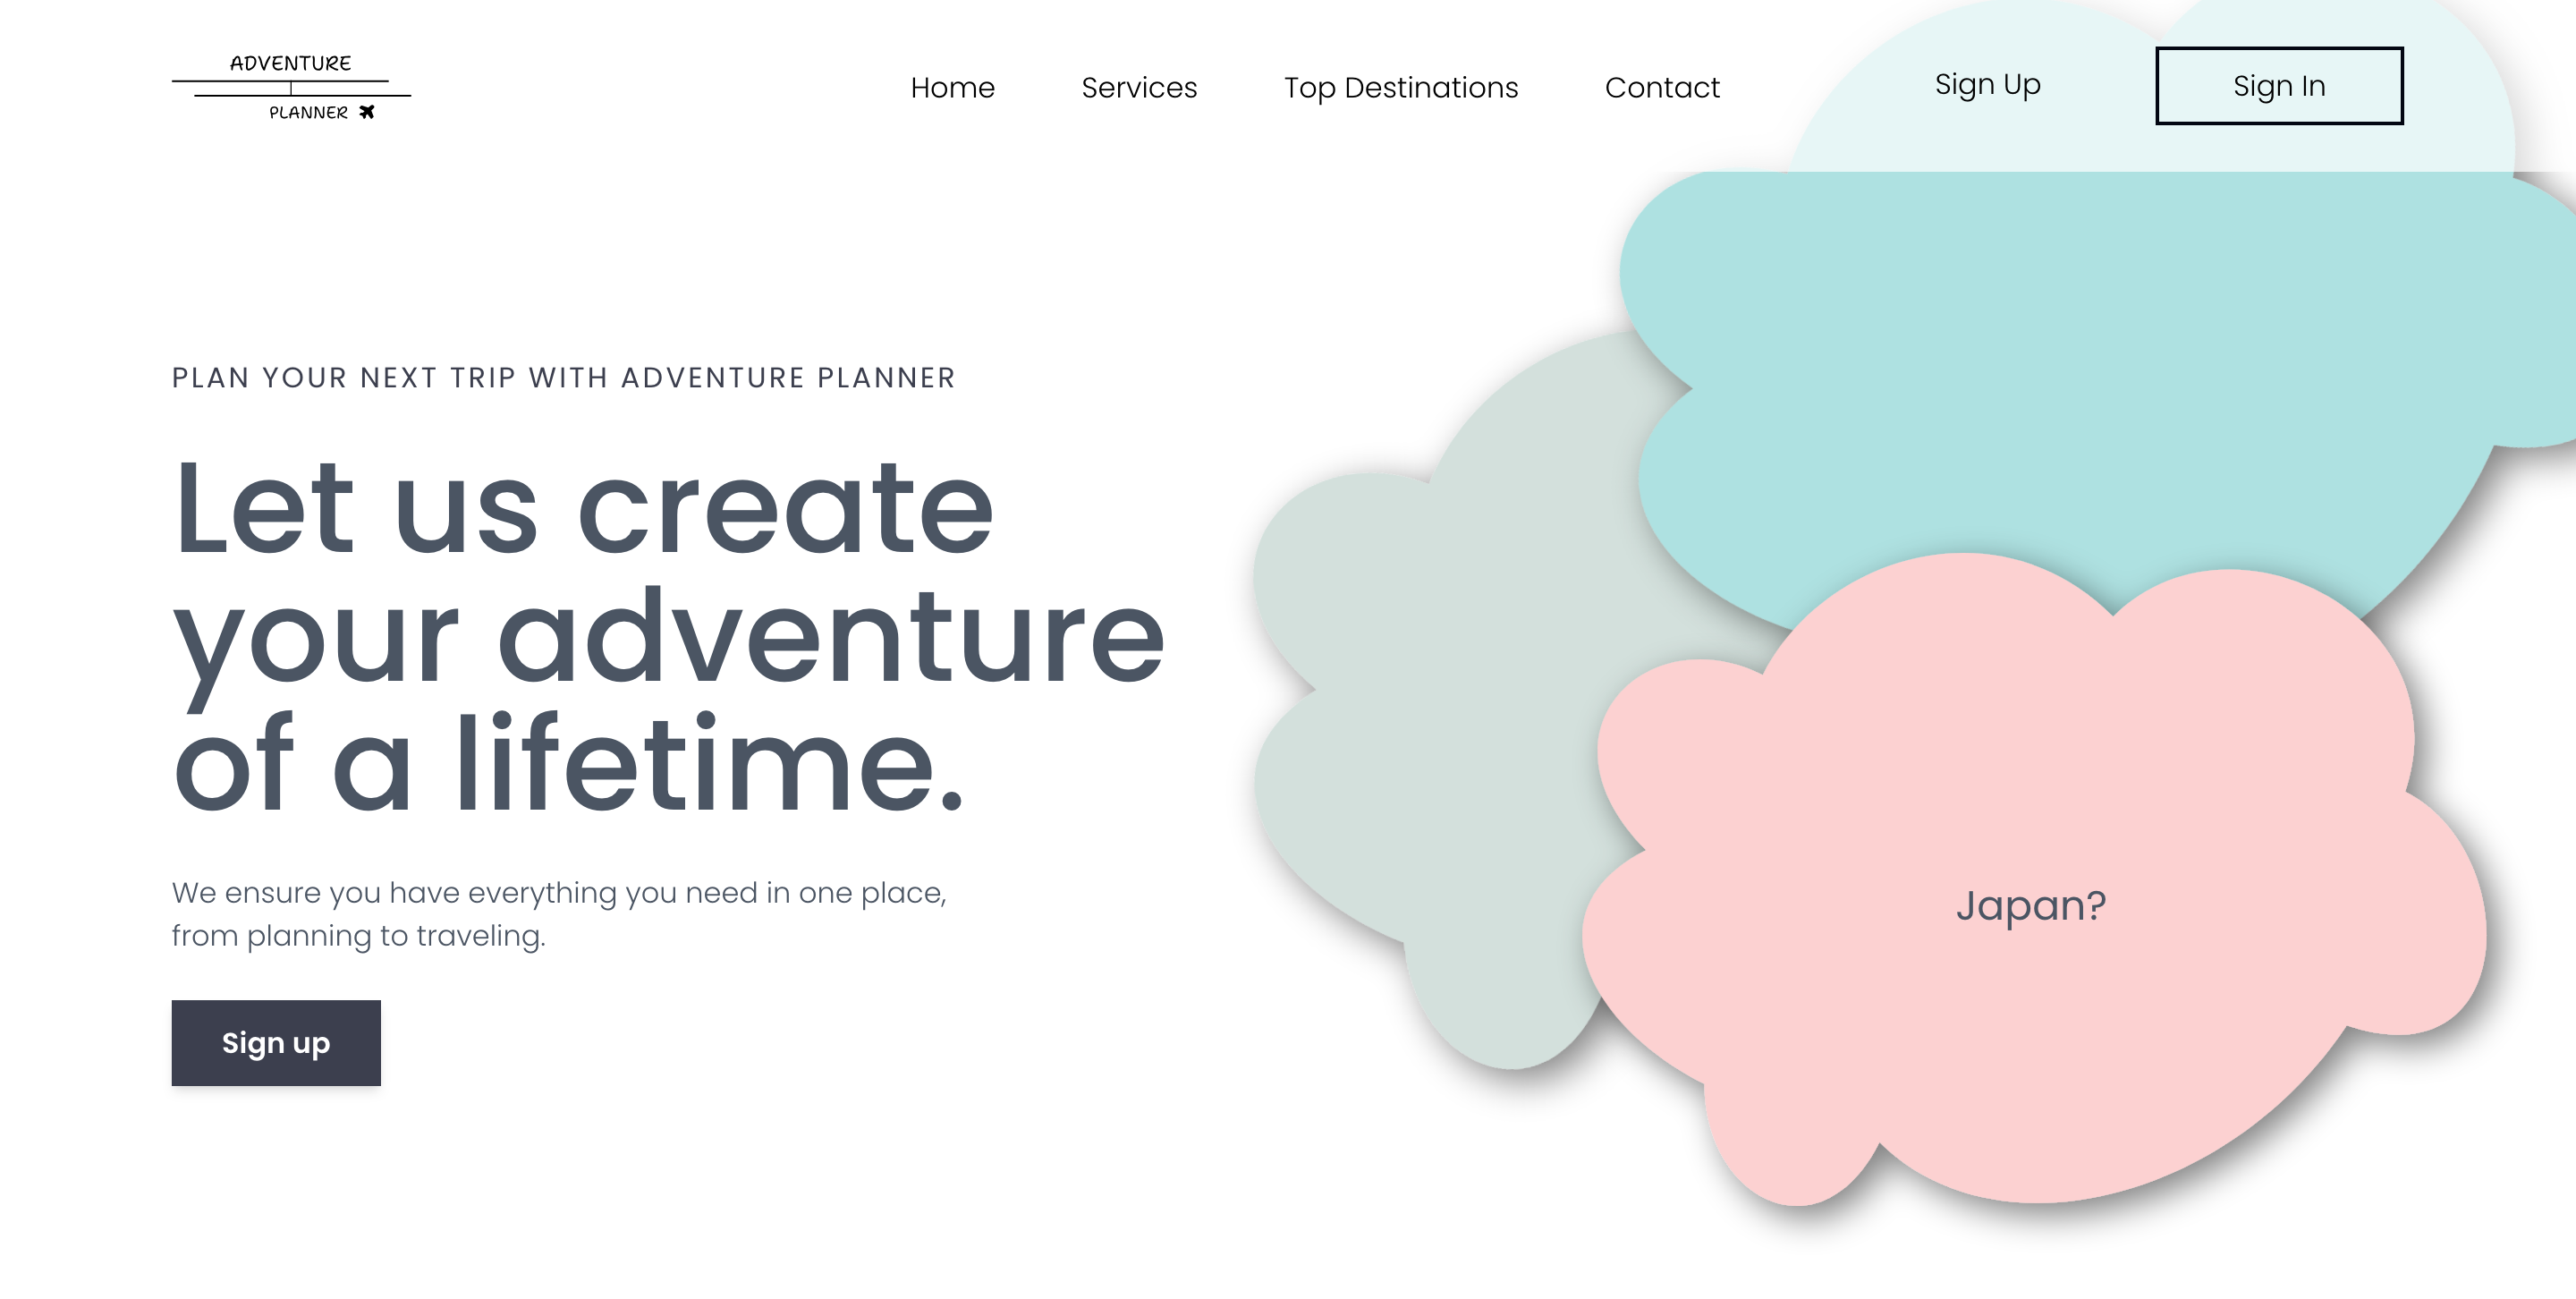 ADVENTURE
PLANNER
Home Services Top Destinations Contact Sign Up Sign In
PLAN YOUR NEXT TRIP WITH ADVENTURE PLANNER
Let us create
your adventure
of a lifetime.
We ensure you have everything you need in one place,
from planning to traveling.
Sign up
Japan?